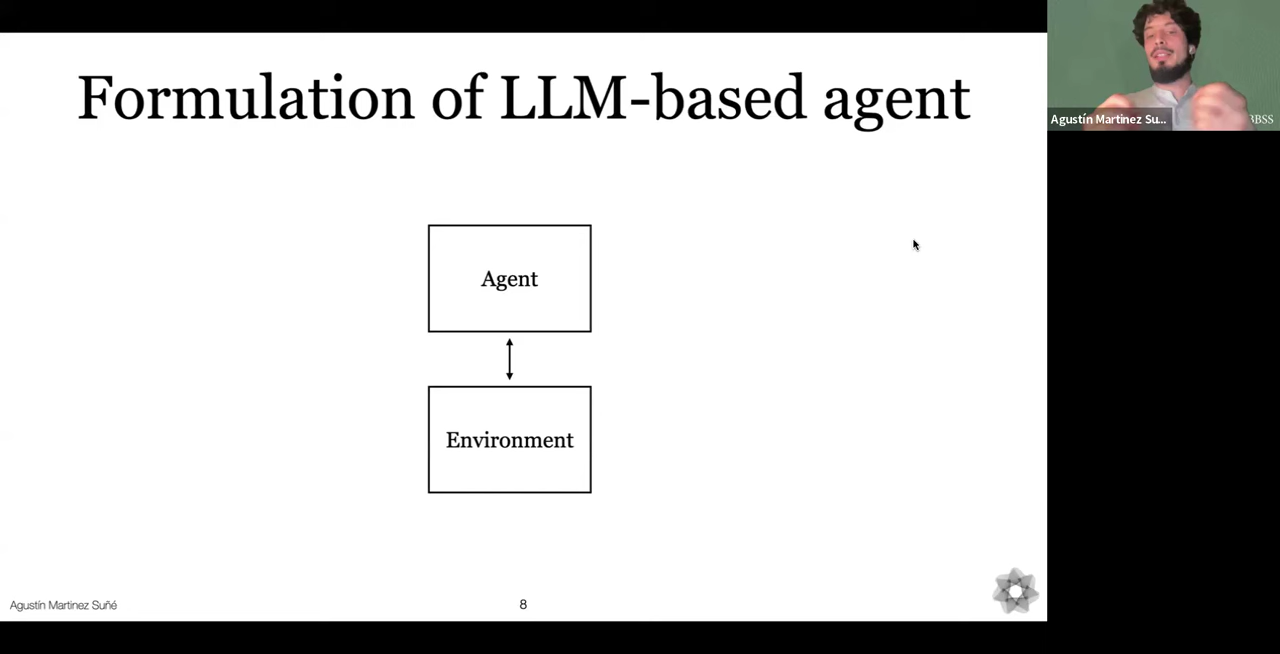 Formulation of LLM-based agent
Agustín Martinez Su...
BSS
Agent
Environment
Agustín Martinez Suñé
8